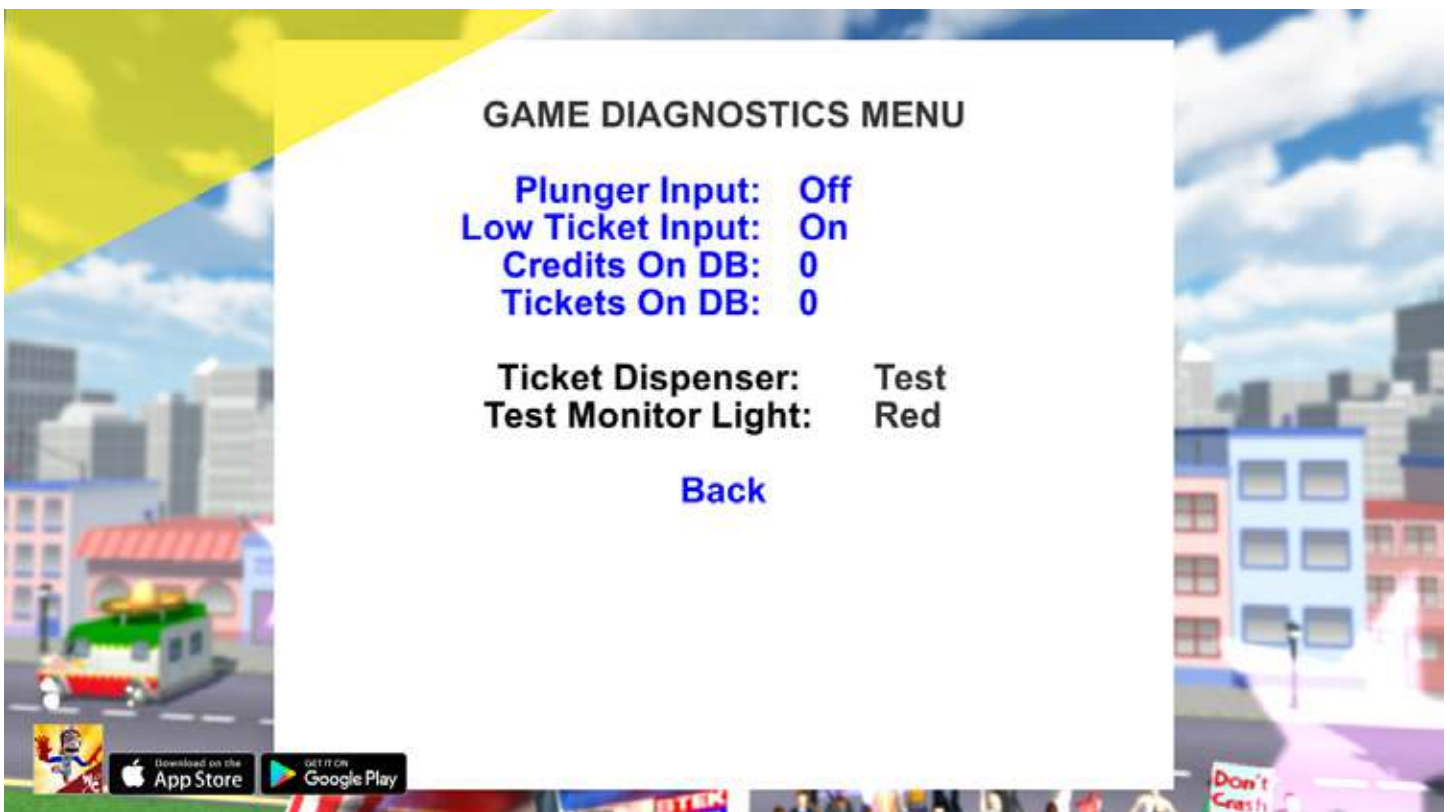 GAME DIAGNOSTICS MENU
Plunger Input: Off
Low Ticket Input: On
Credits On DB: 0
Tickets On DB: 0
Ticket Dispenser: Test
Test Monitor Light: Red
Back
Download on the
App Store
GET IT ON
Google Play
Don't
Crash